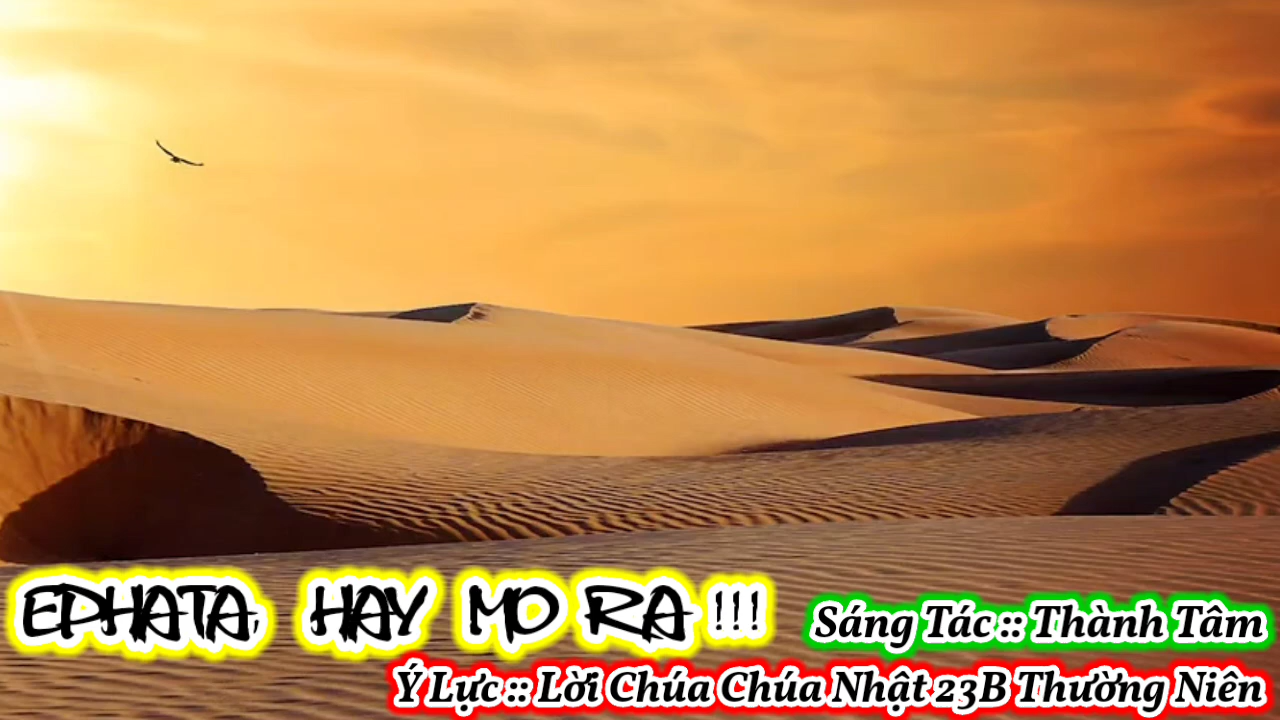 EPHATA, HAY MO RA !!!
Sáng Tác :: Thành Tâm
Ý Lực :: Lời Chúa Chúa Nhật 23B Thường Niên